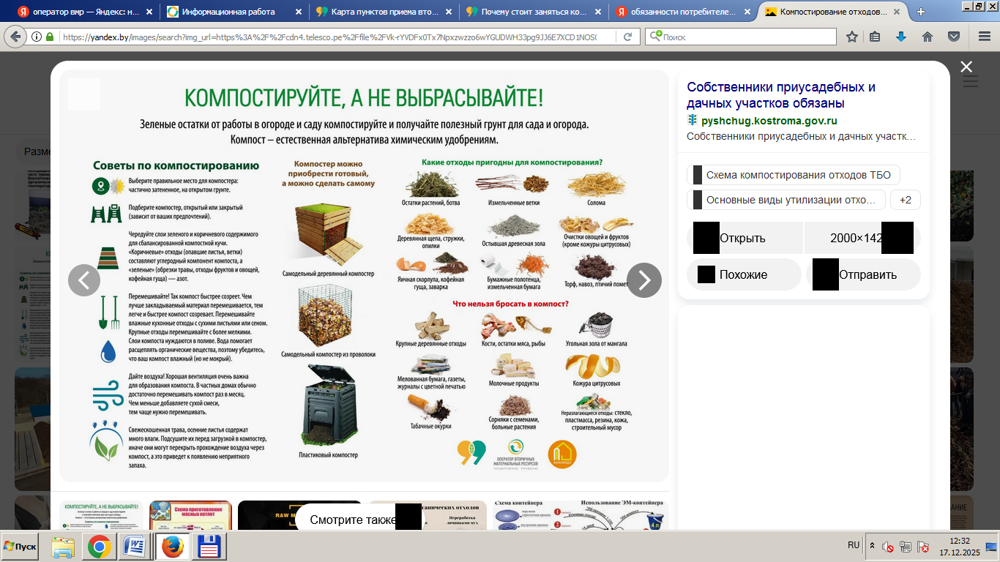 оператор вмр — Яндекс: н...
Информационная работа
Карта пунктов приема вто...
Почему стоит заняться ко...
обязанности потребителе...
Компостирование отходов...
https://yandex.by/images/search?img_url=https%3A%2F%2Fcdn4.telesco.pe%2Ffile%2FVk-rYVDFx0Tx7Npxzwzzo6wYGUDWH33pg9JJ6E7XCD1NOS(
Поиск
КОМПОСТИРУЙТЕ, А НЕ ВЫБРАСЫВАЙТЕ!
Зеленые остатки от работы в огороде и саду компостируйте и получайте полезный грунт для сада и огорода.
Компост – естественная альтернатива химическим удобрениям.
Советы по компостированию
Выберите правильное место для компостера:
частично затененное, на открытом грунте.
Подберите компостер, открытый или закрытый
(зависит от ваших предпочтений).
Чередуйте слои зеленого и коричневого содержимого
для сбалансированной компостной кучи.
«Коричневые» отходы (опавшие листья, ветки)
составляют углеродный компонент компоста, а
«зеленые» (обрезки травы, отходы фруктов и овощей,
кофейная гуща) — азот.
Перемешивайте! Так компост быстрее созреет. Чем
лучше закладываемый материал перемешивается, тем
легче и быстрее компост созревает. Перемешивайте
влажные кухонные отходы с сухими листьями или сеном.
Крупные отходы перемешивайте с более мелкими.
Слои компоста нуждаются в поливе. Вода помогает
расщеплять органические вещества, поэтому убедитесь,
что ваш компост влажный (но не мокрый).
Дайте воздуха! Хорошая вентиляция очень важна
для образования компоста. В частных домах обычно
достаточно перемешивать компост раз в месяц.
Чем меньше добавляете сухой смеси,
тем чаще нужно перемешивать.
Свежескошенная трава, осенние листья содержат
много влаги. Подсушите их перед загрузкой в компостер,
иначе они могут перекрыть прохождение воздуха через
компост, а это приведет к появлению неприятного
запаха.
Компостер можно
приобрести готовый,
а можно сделать самому
Самодельный деревянный компостер
Самодельный компостер из проволоки
Пластиковый компостер
Какие отходы пригодны для компостирования?
Остатки растений, ботва
Измельченные ветки
Солома
Деревянная щепа, стружки,
опилки
Остывшая древесная зола
Очистки овощей и фруктов
(кроме кожуры цитрусовых)
Яичная скорлупа, кофейная
гуща, заварка
Бумажные полотенца,
измельченная бумага
Торф, навоз, птичий помет
Что нельзя бросать в компост?
Крупные деревянные отходы
Кости, остатки мяса, рыбы
Угольная зола от мангала
Мелованная бумага, газеты,
журналы с цветной печатью
Молочные продукты
Кожура цитрусовых
Табачные окурки
Сорняки с семенами,
больные растения
Неразлагающиеся отходы: стекло,
пластмасса, резина, кожа,
строительный мусор
ОПЕРАТОР ВТОРИЧНЫХ
МАТЕРИАЛЬНЫХ РЕСУРСОВ
Собственники приусадебных и
дачных участков обязаны
pyshchug.kostroma.gov.ru
Собственники приусадебных и дачных участк...
Схема компостирования отходов ТБО
Основные виды утилизации отхо...
+2
Открыть
2000×142
Похожие
Отправить
Разме
КОМПОСТИРУЙТЕ, А НЕ ВЫБРАСЫВАЙТЕ!
Схема приготовления
мясных котлет
RAW M
Смотрите также
ганических отходов
Переработка
личинками мух
Схема контейнера
Использование ЭМ-контейнера
Пуск
RU
12:32
17.12.2025